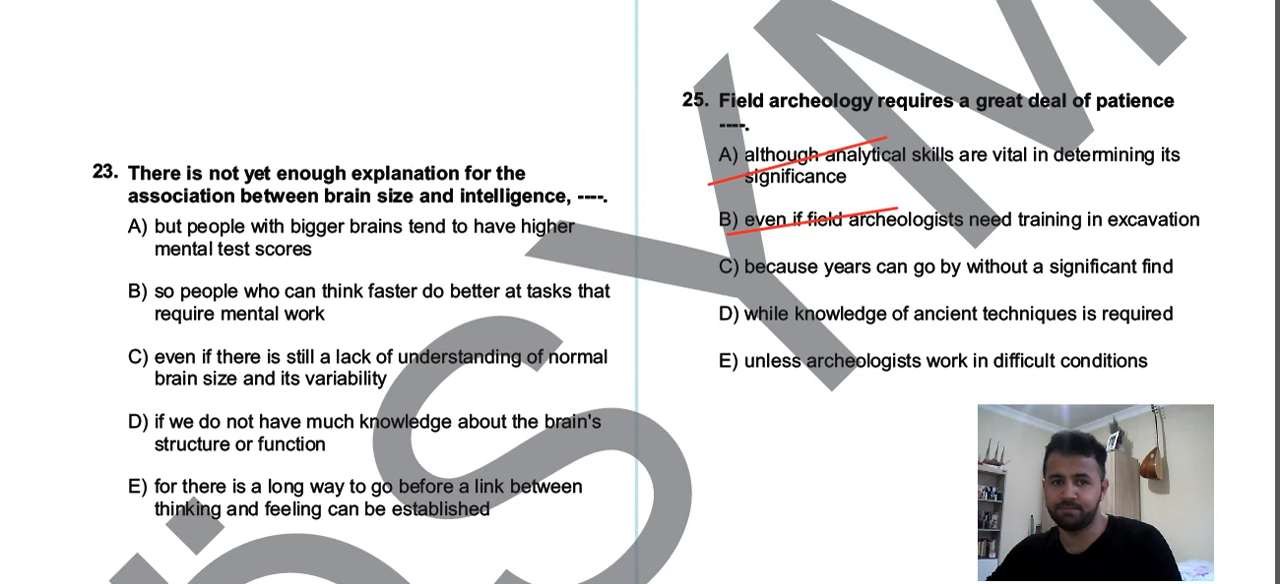 23. There is not yet enough explanation for the
association between brain size and intelligence, ----.
A) but people with bigger brains tend to have higher
mental test scores
B) so people who can think faster do better at tasks that
require mental work
C) even if there is still a lack of understanding of normal
brain size and its variability
D) if we do not have much knowledge about the brain's
structure or function
E) for there is a long way to go before a link between
thinking and feeling can be established
25. Field archeology requires a great deal of patience
----.
A) although analytical skills are vital in determining its
significance
B) even if field archeologists need training in excavation
C) because years can go by without a significant find
D) while knowledge of ancient techniques is required
E) unless archeologists work in difficult conditions